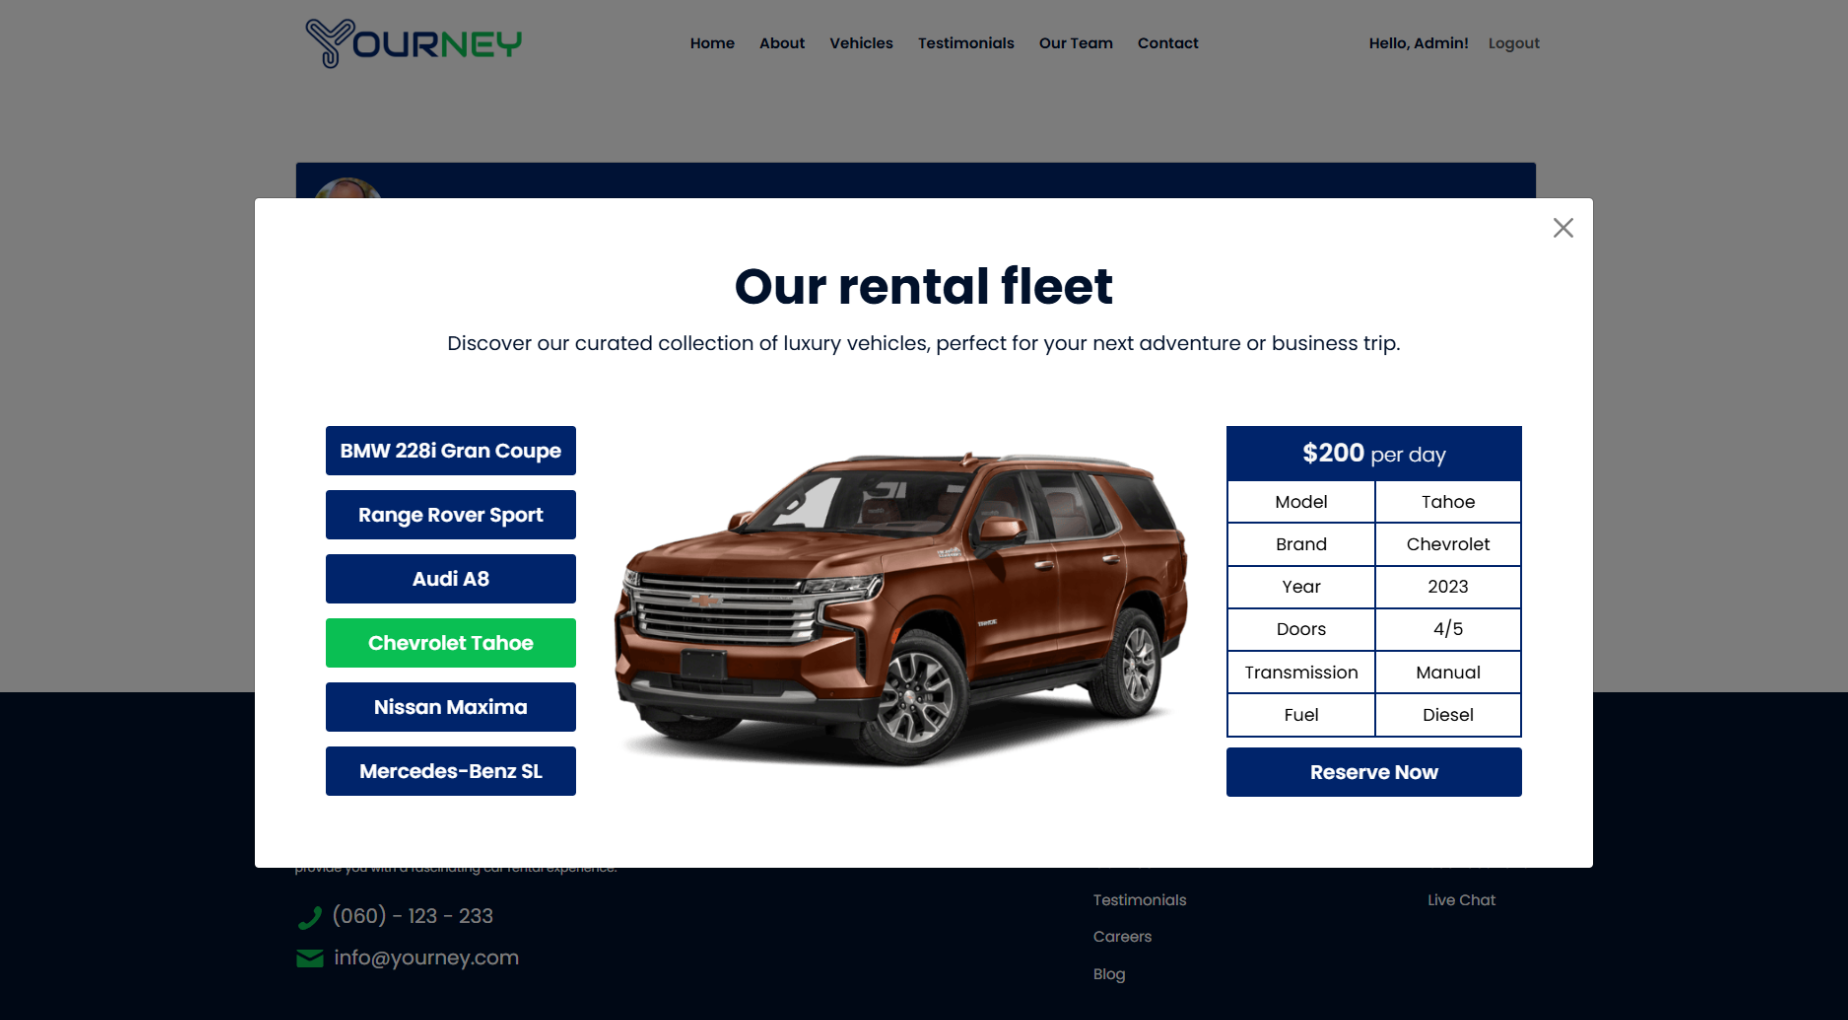 YOURNEY
Home About Vehicles Testimonials Our Team Contact
Hello, Admin! Logout
Our rental fleet
Discover our curated collection of luxury vehicles, perfect for your next adventure or business trip.
BMW 228i Gran Coupe
Range Rover Sport
Audi A8
Chevrolet Tahoe
Nissan Maxima
Mercedes-Benz SL
TAHOE
$200 per day
Model Tahoe
Brand Chevrolet
Year 2023
Doors 4/5
Transmission Manual
Fuel Diesel
Reserve Now
provide you with a fascinating car rental experience.
(060) - 123 - 233
info@yourney.com
Testimonials
Careers
Blog
Live Chat